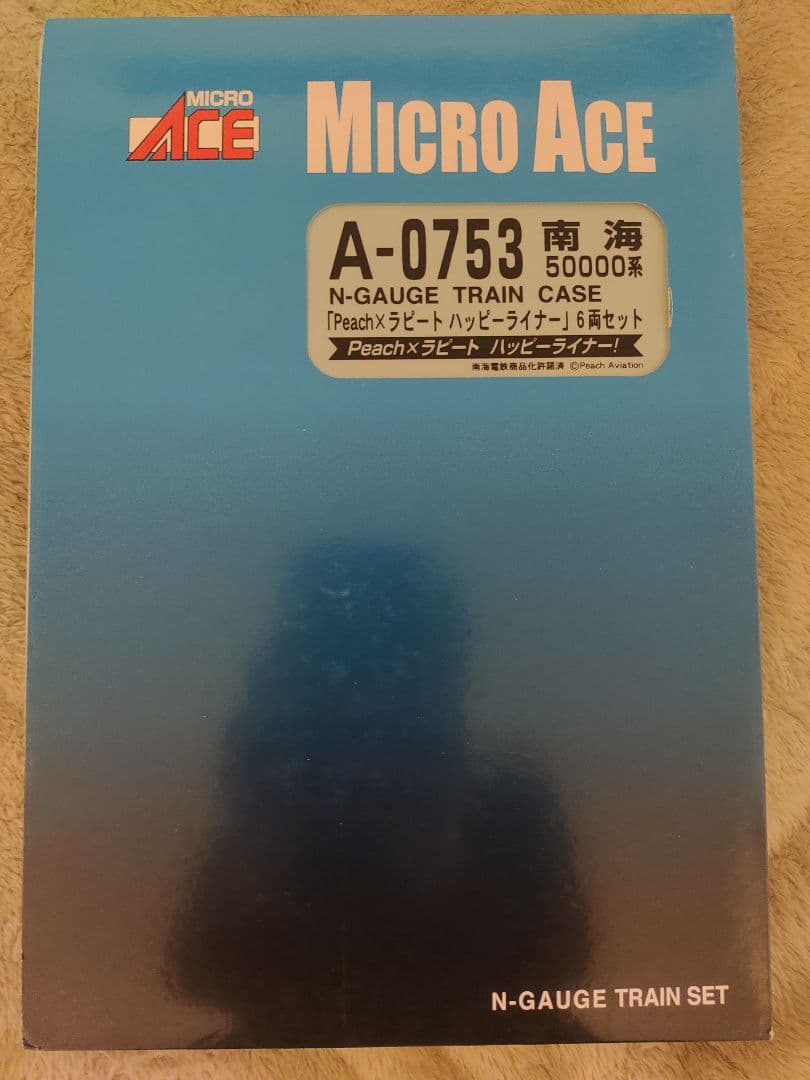 MICRO
ACE
MICRO ACE
A-0753 南海
50000系
N-GAUGE TRAIN CASE
「Peach×ラピート ハッピーライナー」6両セット
Peach×ラピート ハッピーライナー!
南海電鉄商品化許諾済 ©Peach Aviation
N-GAUGE TRAIN SET